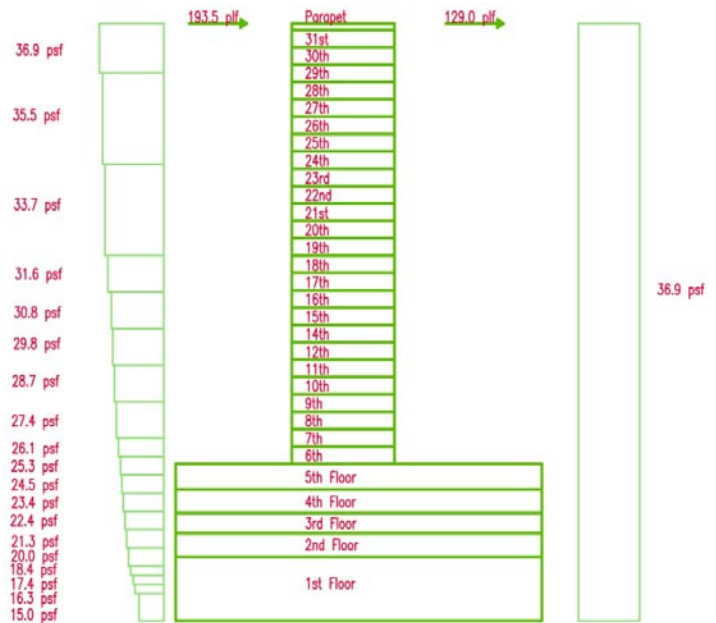 193.5 plf
Parapet
129.0 plf
36.9 psf
35.5 psf
33.7 psf
31.6 psf
30.8 psf
29.8 psf
28.7 psf
27.4 psf
26.1 psf
25.3 psf
24.5 psf
23.4 psf
22.4 psf
21.3 psf
20.0 psf
18.4 psf
17.4 psf
16.3 psf
15.0 psf
31st
30th
29th
28th
27th
26th
25th
24th
23rd
22nd
21st
20th
19th
18th
17th
16th
15th
14th
12th
11th
10th
9th
8th
7th
6th
5th Floor
4th Floor
3rd Floor
2nd Floor
1st Floor
36.9 psf